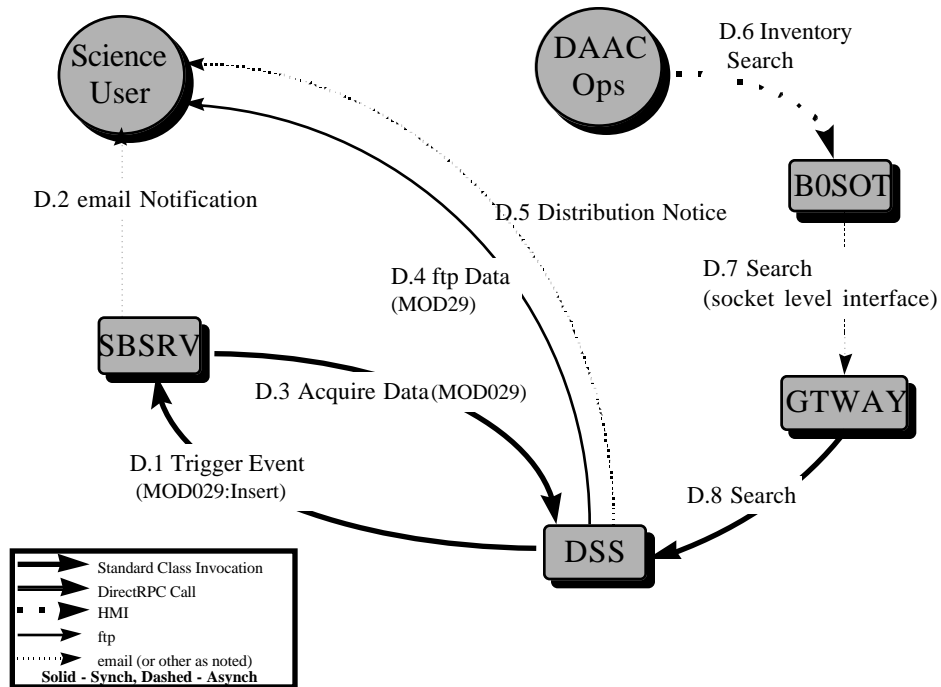 Science
User
DAAC
Ops
D.6 Inventory
Search
B0SOT
D.2 email Notification
D.5 Distribution Notice
D.7 Search
(socket level interface)
D.4 ftp Data
(MOD29)
SBSRV
D.3 Acquire Data (MOD029)
GTWAY
D.1 Trigger Event
(MOD029:Insert)
D.8 Search
DSS
Standard Class Invocation
DirectRPC Call
HMI
ftp
email (or other as noted)
Solid - Synch, Dashed - Asynch